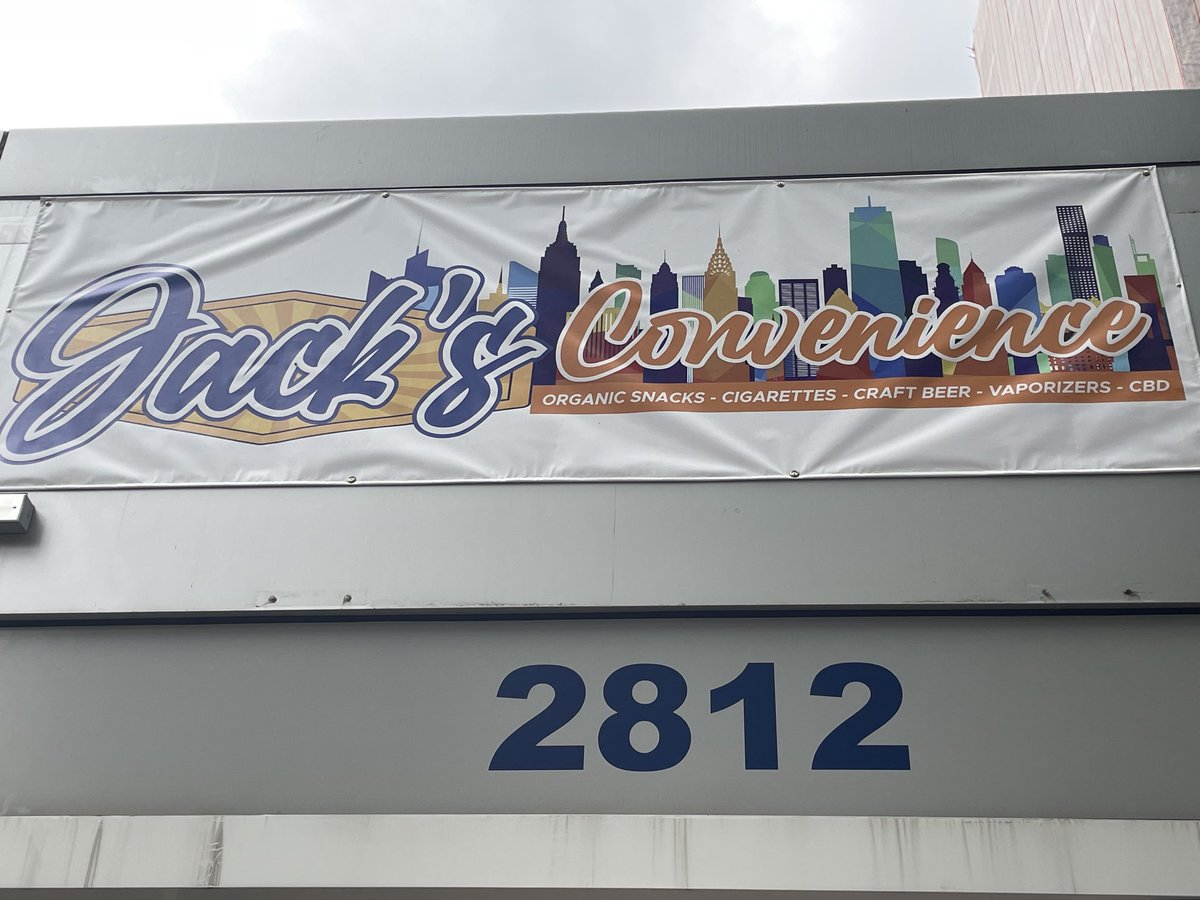 Jack's Convenience
ORGANIC SNACKS - CIGARETTES - CRAFT BEER - VAPORIZERS - CBD
2812